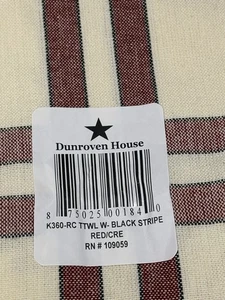 Dunroven House
8 75025 00184 0
K360-RC TTWL W- BLACK STRIPE
RED/CRE
RN # 109059